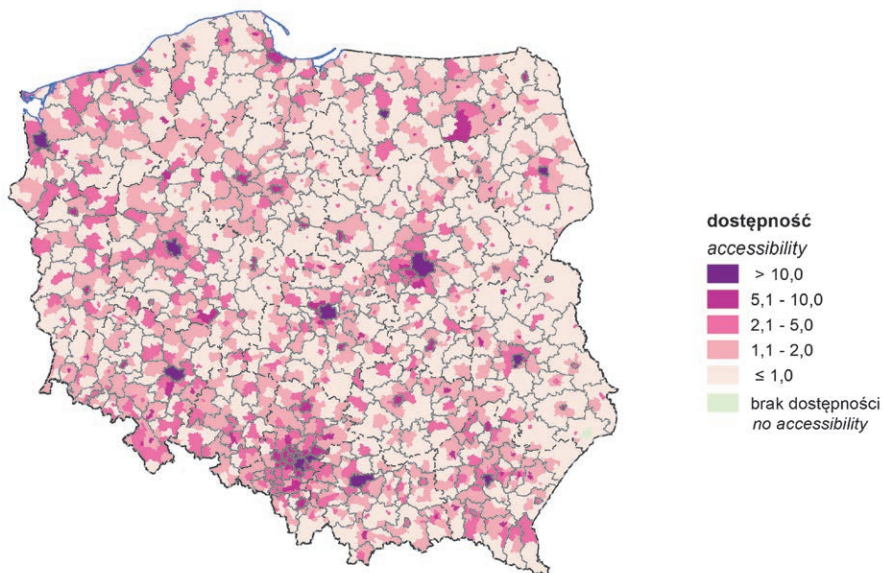 dostępność
accessibility
> 10,0
5,1 - 10,0
2,1 - 5,0
1,1 - 2,0
≤ 1,0
brak dostępności
no accessibility